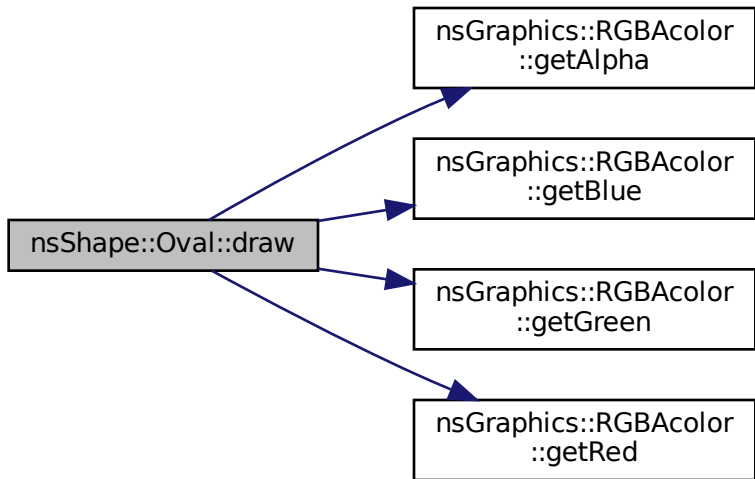 nsGraphics::RGBAcolor
::getAlpha
nsGraphics::RGBAcolor
::getBlue
nsShape::Oval::draw
nsGraphics::RGBAcolor
::getGreen
nsGraphics::RGBAcolor
::getRed